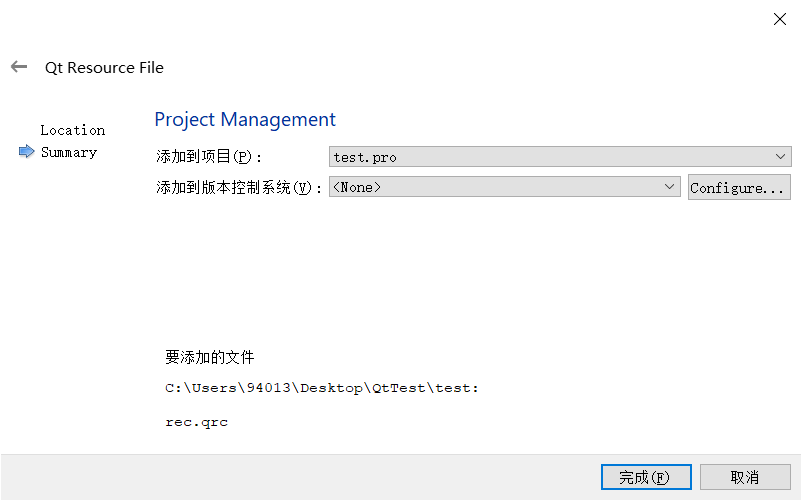 Qt Resource File
Location
Summary
Project Management
添加到项目(P)： test.pro
添加到版本控制系统(V)： <None> Configure...
要添加的文件
C:\Users\94013\Desktop\QtTest\test:
rec.qrc
完成(F) 取消